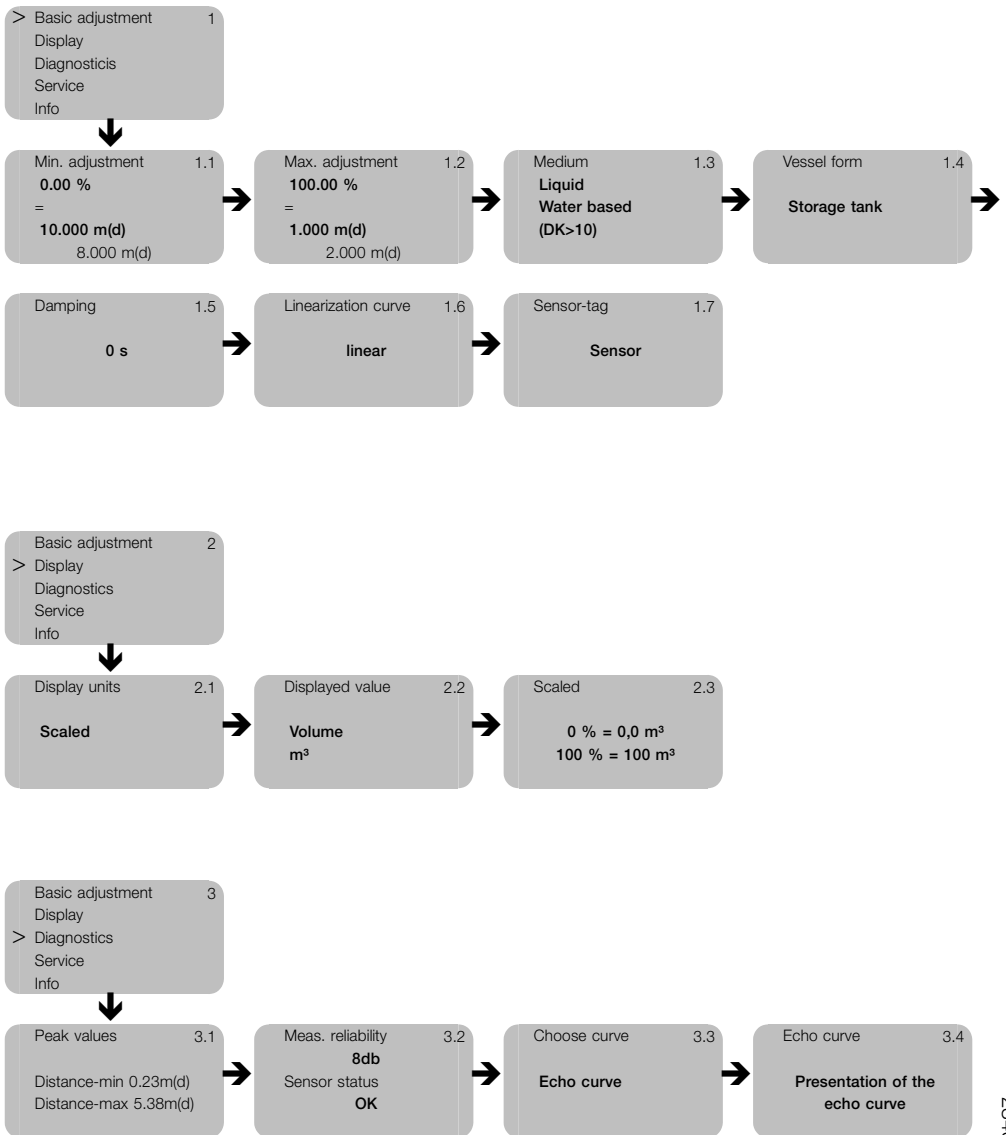 > Basic adjustment 1
Display
Diagnosticis
Service
Info
Min. adjustment 1.1
0.00 %
=
10.000 m(d)
8.000 m(d)
Max. adjustment 1.2
100.00 %
=
1.000 m(d)
2.000 m(d)
Medium 1.3
Liquid
Water based
(DK>10)
Vessel form 1.4
Storage tank
Damping 1.5
0 s
Linearization curve 1.6
linear
Sensor-tag 1.7
Sensor
Basic adjustment 2
> Display
Diagnostics
Service
Info
Display units 2.1
Scaled
Displayed value 2.2
Volume
m³
Scaled 2.3
0 % = 0,0 m³
100 % = 100 m³
Basic adjustment 3
Display
> Diagnostics
Service
Info
Peak values 3.1
Distance-min 0.23m(d)
Distance-max 5.38m(d)
Meas. reliability 3.2
8db
Sensor status
OK
Choose curve 3.3
Echo curve
Echo curve 3.4
Presentation of the
echo curve